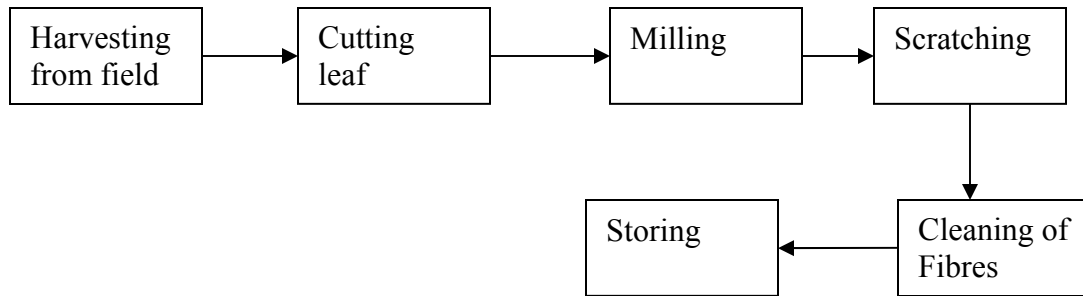 Harvesting
from field
Cutting
leaf
Milling
Scratching
Cleaning of
Fibres
Storing